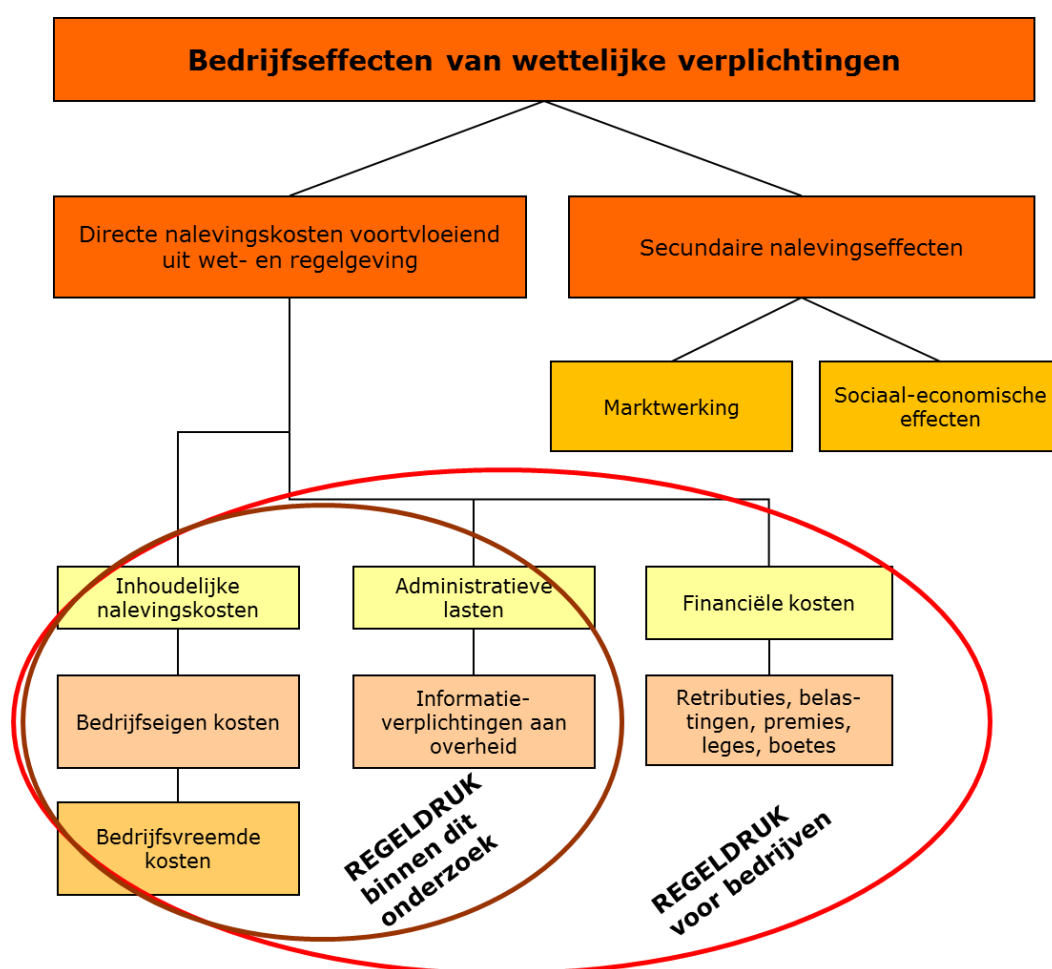 Bedrijfseffecten van wettelijke verplichtingen
Directe nalevingskosten voortvloeiend
uit wet- en regelgeving
Secundaire nalevingseffecten
Marktwerking
Sociaal-economische
effecten
Inhoudelijke
nalevingskosten
Administratieve
lasten
Financiële kosten
Bedrijfseigen kosten
Informatie-
verplichtingen aan
overheid
Retributies, belas-
tingen, premies,
leges, boetes
Bedrijfsvreemde
kosten
REGELDRUK
binnen dit
onderzoek
REGELDRUK
voor bedrijven